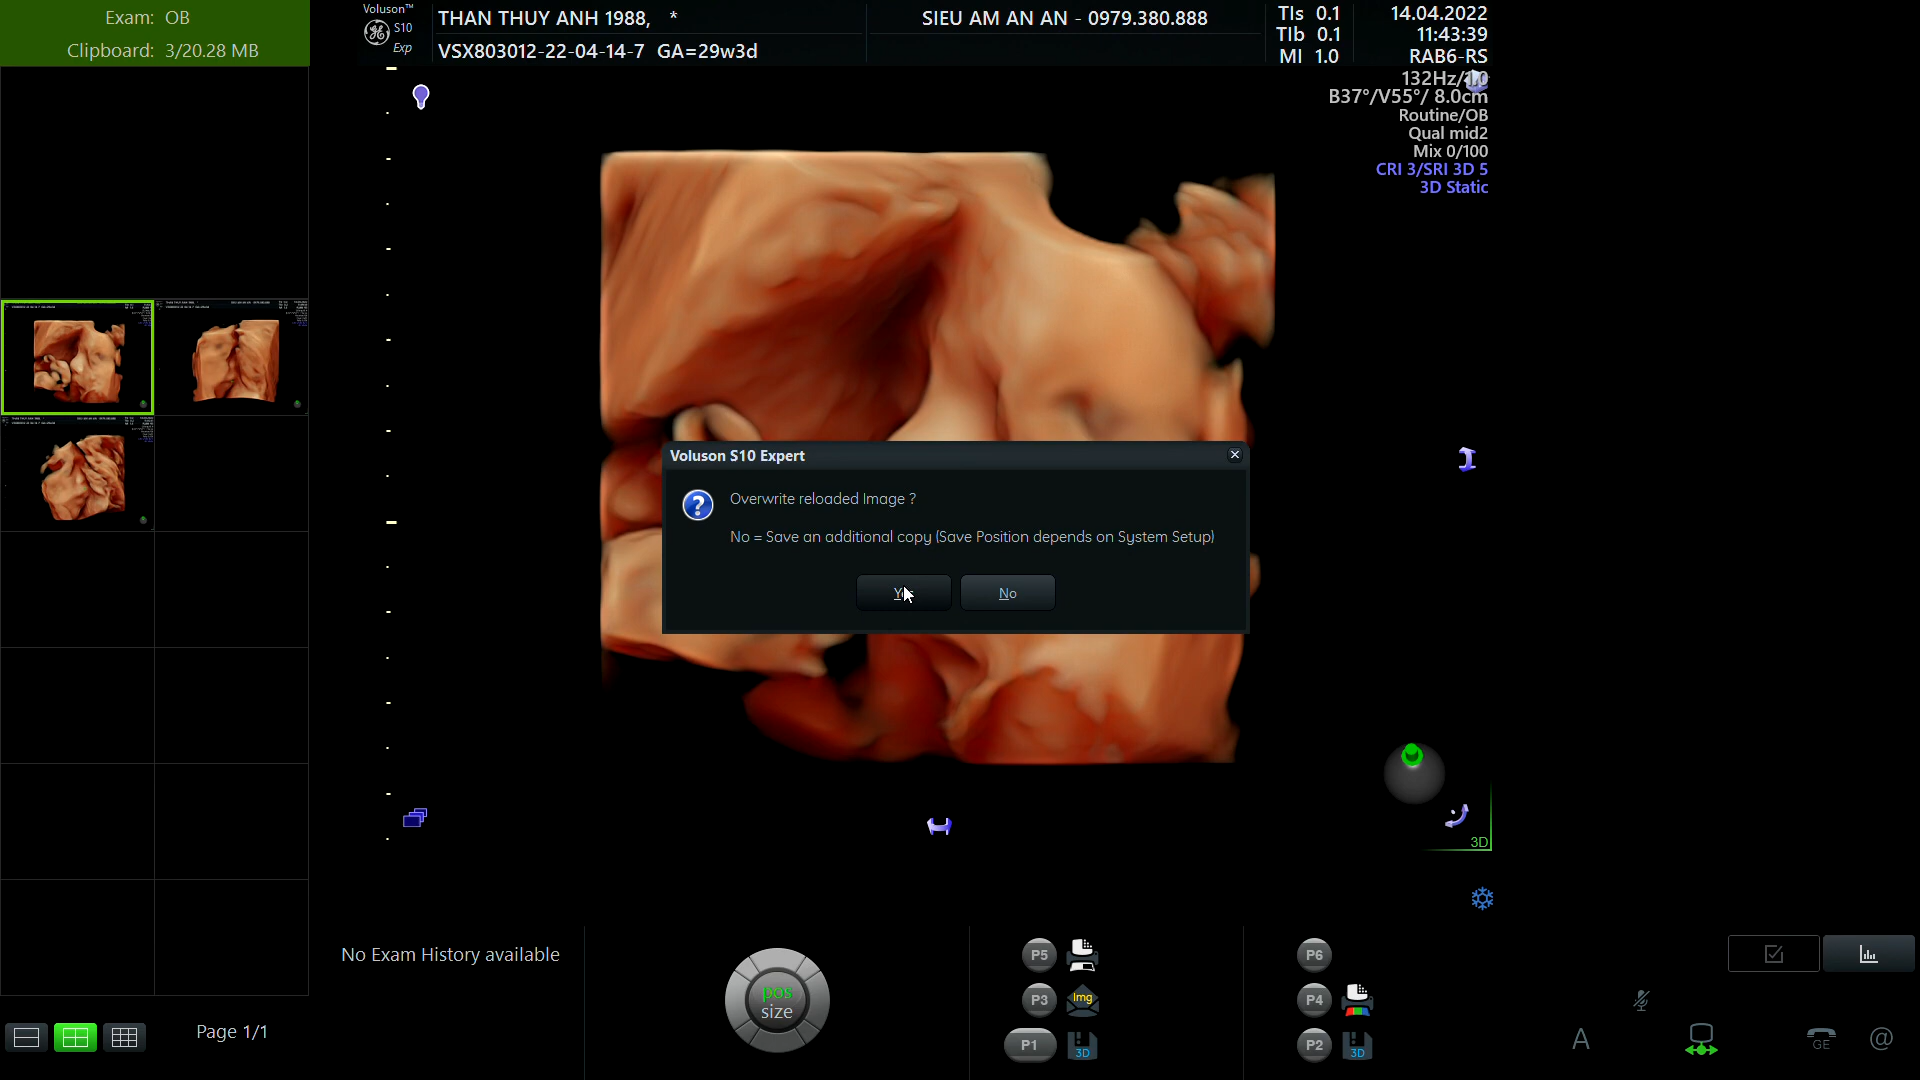 Exam: OB
Clipboard: 3/20.28 MB
Voluson™
S10
Exp
THAN THUY ANH 1988, *
VSX803012-22-04-14-7 GA=29w3d
SIEU AM AN AN - 0979.380.888
TIs 0.1
TIb 0.1
MI 1.0
14.04.2022
11:43:39
RAB6-RS
132Hz/1.0
B37°/V55°/ 8.0cm
Routine/OB
Qual mid2
Mix 0/100
CRI 3/SRI 3D 5
3D Static
Voluson S10 Expert
Overwrite reloaded Image ?
No = Save an additional copy (Save Position depends on System Setup)
Yes
No
3D
No Exam History available
pos
size
P5
P3
Img
P1
3D
P6
P4
P2
3D
Page 1/1
A
GE
@